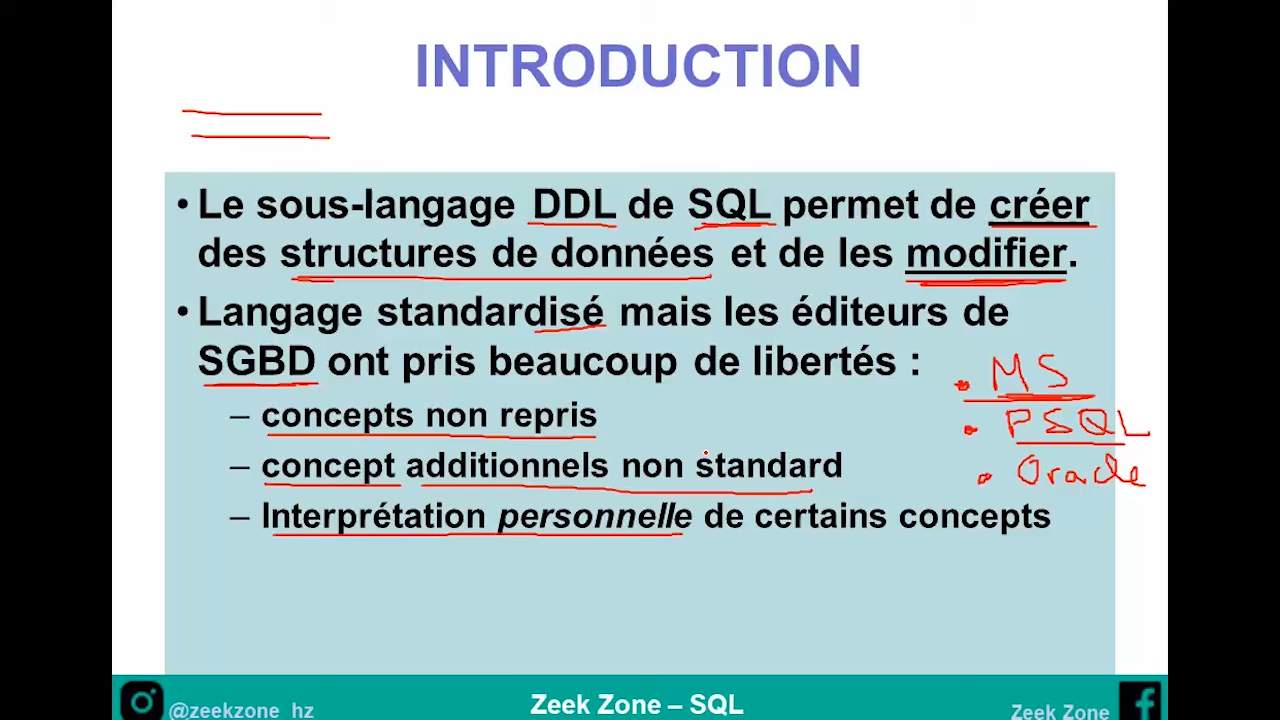 INTRODUCTION
• Le sous-langage DDL de SQL permet de créer
des structures de données et de les modifier.
• Langage standardisé mais les éditeurs de
SGBD ont pris beaucoup de libertés :
• MS
– concepts non repris
• PSQL
– concept additionnels non standard
• Oracle
– Interprétation personnelle de certains concepts
@zeekzone_hz
Zeek Zone – SQL
Zeek Zone